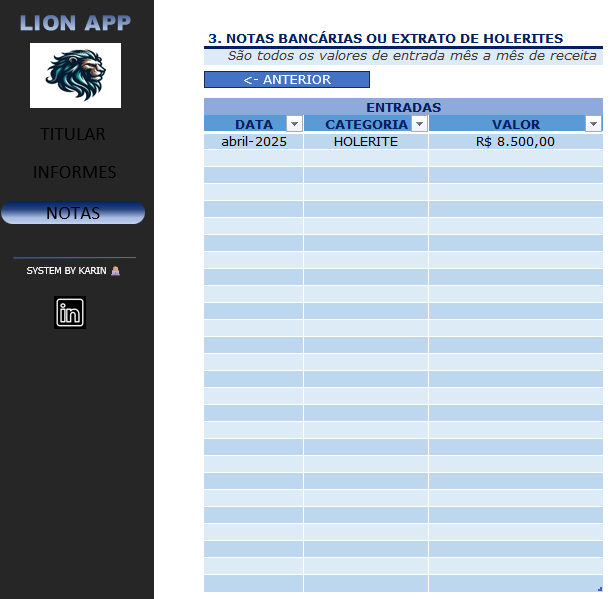 LION APP
TITULAR
INFORMES
NOTAS
SYSTEM BY KARIN
in
3. NOTAS BANCÁRIAS OU EXTRATO DE HOLERITES
São todos os valores de entrada mês a mês de receita
<- ANTERIOR
ENTRADAS
DATA CATEGORIA VALOR
abril-2025 HOLERITE R$ 8.500,00